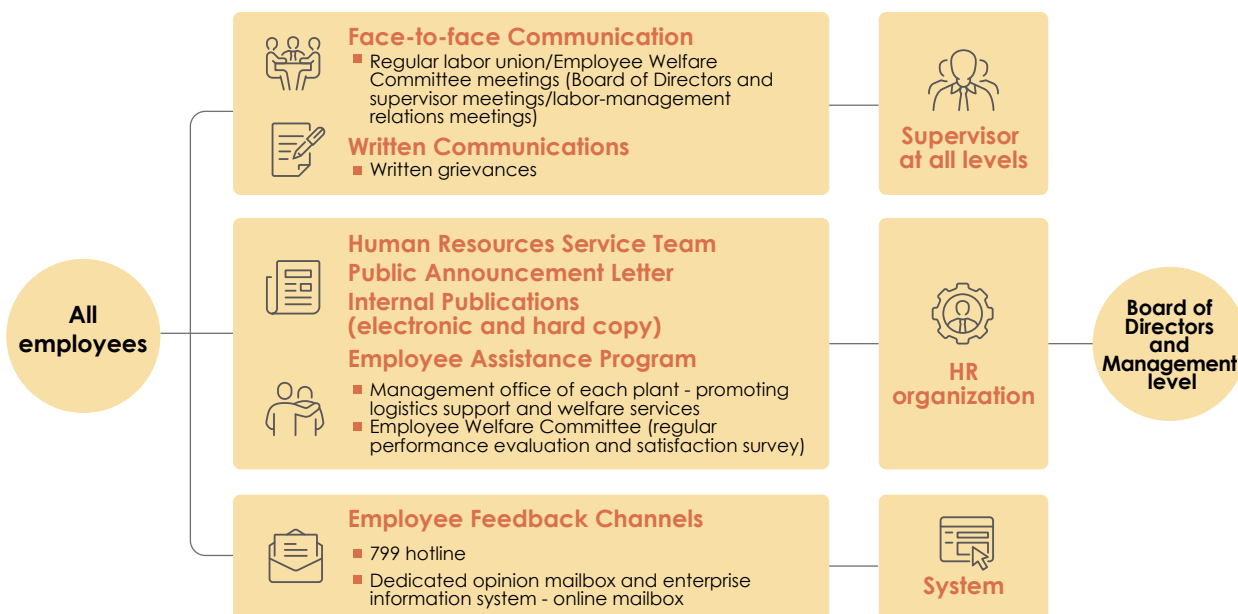 All
employees
Face-to-face Communication
▪ Regular labor union/Employee Welfare
Committee meetings (Board of Directors and
supervisor meetings/labor-management
relations meetings)
Written Communications
▪ Written grievances
Supervisor
at all levels
Human Resources Service Team
Public Announcement Letter
Internal Publications
(electronic and hard copy)
Employee Assistance Program
▪ Management office of each plant - promoting
logistics support and welfare services
▪ Employee Welfare Committee (regular
performance evaluation and satisfaction survey)
HR
organization
Employee Feedback Channels
▪ 799 hotline
▪ Dedicated opinion mailbox and enterprise
information system - online mailbox
System
Board of
Directors
and
Management
level